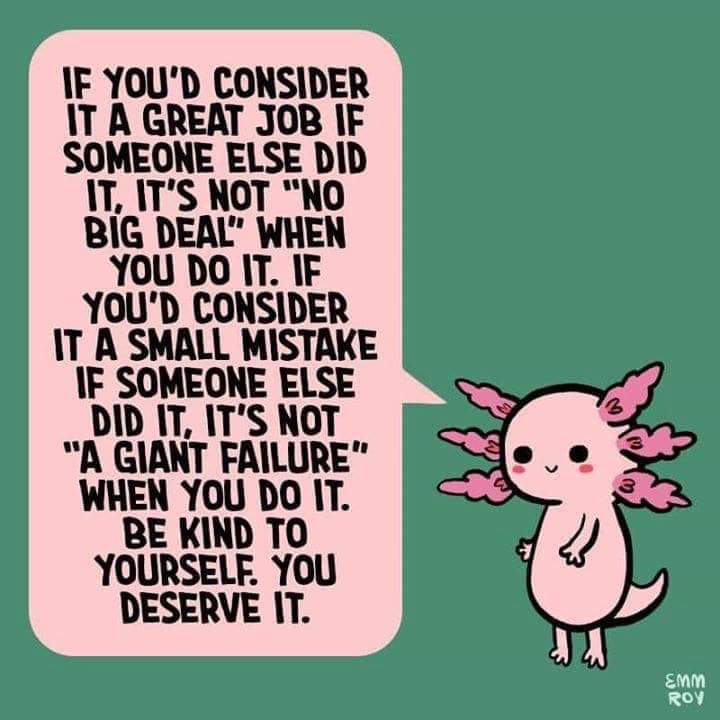 IF YOU'D CONSIDER
IT A GREAT JOB IF
SOMEONE ELSE DID
IT, IT'S NOT "NO
BIG DEAL" WHEN
YOU DO IT. IF
YOU'D CONSIDER
IT A SMALL MISTAKE
IF SOMEONE ELSE
DID IT, IT'S NOT
"A GIANT FAILURE"
WHEN YOU DO IT.
BE KIND TO
YOURSELF. YOU
DESERVE IT.
EMM
ROY